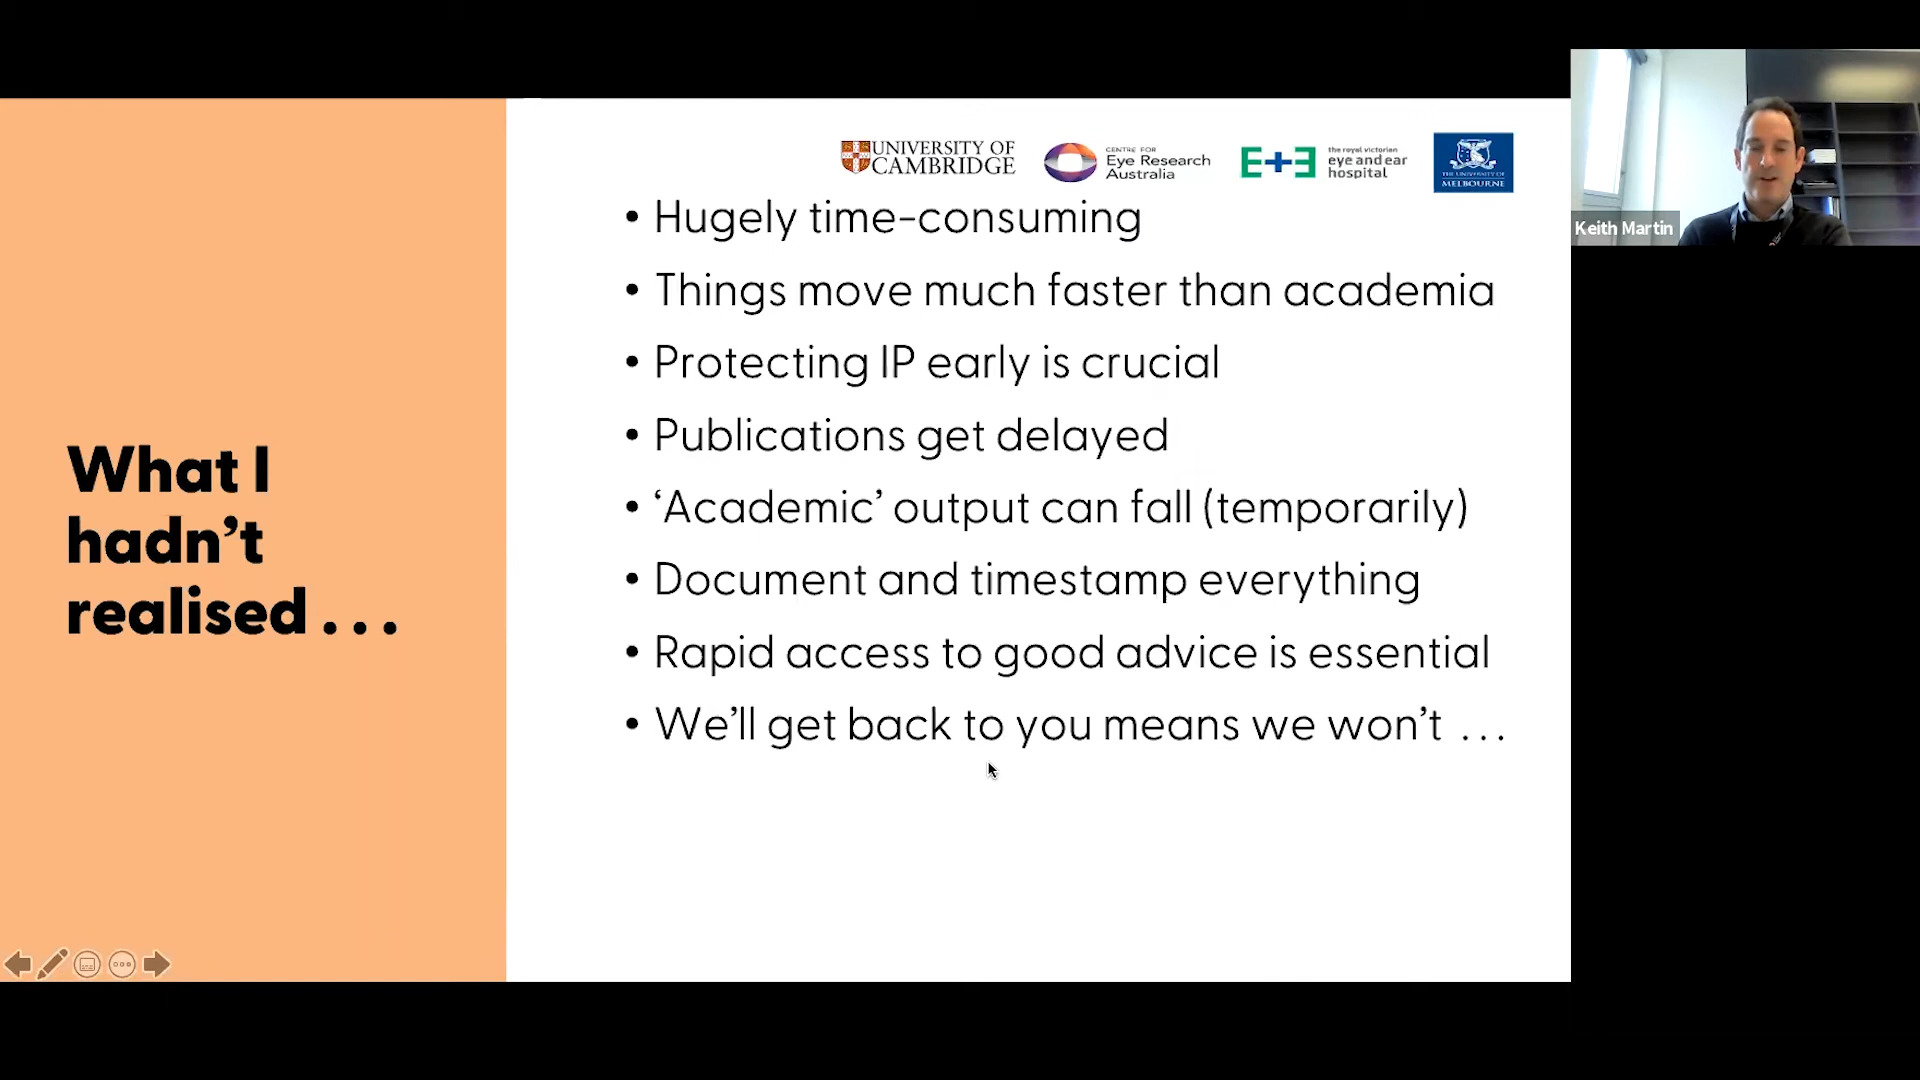 UNIVERSITY OF
CAMBRIDGE
CENTRE FOR
Eye Research
Australia
E+3
the royal victorian
eye and ear
hospital
THE UNIVERSITY OF
MELBOURNE
What I
hadn’t
realised . . .
• Hugely time-consuming
• Things move much faster than academia
• Protecting IP early is crucial
• Publications get delayed
• ‘Academic’ output can fall (temporarily)
• Document and timestamp everything
• Rapid access to good advice is essential
• We’ll get back to you means we won’t . . .
Keith Martin